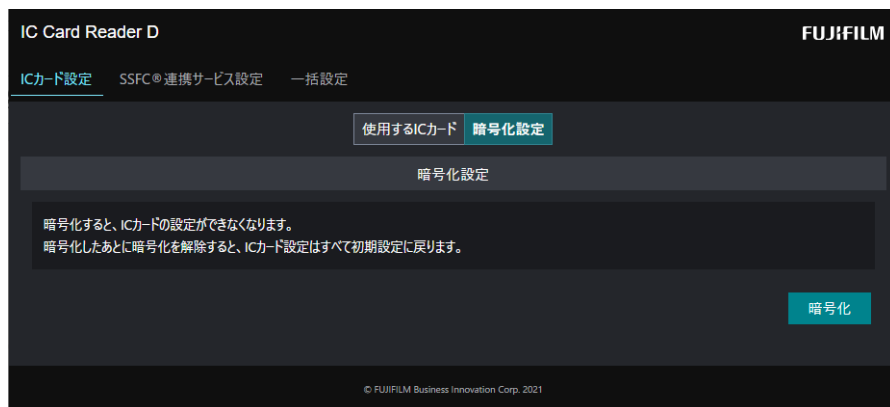 IC Card Reader D
FUJIFILM
ICカード設定 SSFC®連携サービス設定 一括設定
使用するICカード 暗号化設定
暗号化設定
暗号化すると、ICカードの設定ができなくなります。
暗号化したあとに暗号化を解除すると、ICカード設定はすべて初期設定に戻ります。
暗号化
© FUJIFILM Business Innovation Corp. 2021